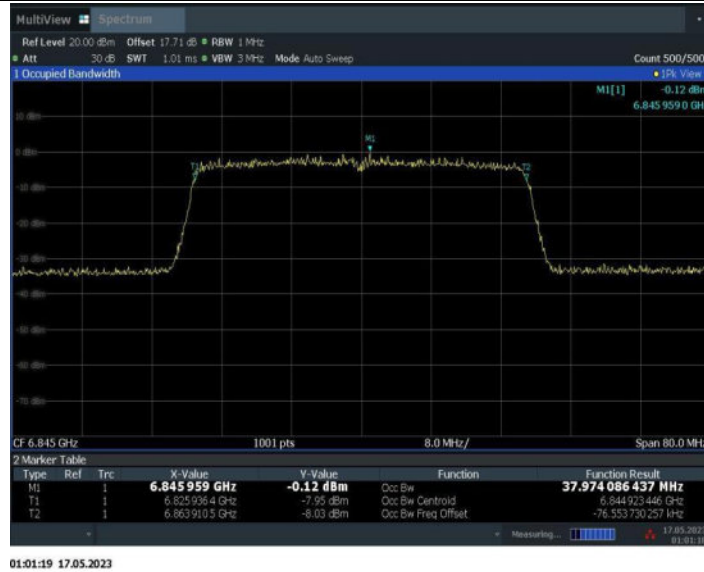 MultiView Spectrum
Ref Level 20.00 dBm Offset 17.71 dB RBW 1 MHz
Att 30 dB SWT 1.01 ms VBW 3 MHz Mode Auto Sweep Count 500/500
1 Occupied Bandwidth 1Pk View
M1[1] -0.12 dBm
6.845 959 0 GH
10 dBm
M1
0 dBm
T1 T2
-10 dBm
-20 dBm
-30 dBm
-40 dBm
-50 dBm
-60 dBm
-70 dBm
CF 6.845 GHz 1001 pts 8.0 MHz/ Span 80.0 MHz
2 Marker Table
Type Ref Trc X-Value Y-Value Function Function Result
M1 1 6.845 959 GHz -0.12 dBm Occ Bw 37.974 086 437 MHz
T1 1 6.825 936 4 GHz -7.95 dBm Occ Bw Centroid 6.844 923 446 GHz
T2 1 6.863 910 5 GHz -8.03 dBm Occ Bw Freq Offset -76.553 730 257 kHz
Measuring... 17.05.2023
01:01:18
01:01:19 17.05.2023